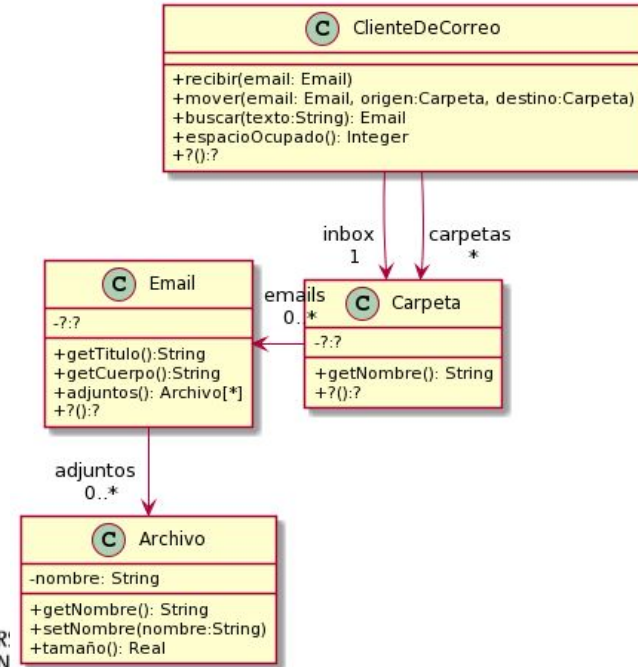 C ClienteDeCorreo
+recibir(email: Email)
+mover(email: Email, origen:Carpeta, destino:Carpeta)
+buscar(texto:String): Email
+espacioOcupado(): Integer
+?():?
inbox
1
carpetas
*
C Email
-?:?
+getTitulo():String
+getCuerpo():String
+adjuntos(): Archivo[*]
+?():?
emails
0..*
C Carpeta
-?:?
+getNombre(): String
+?():?
adjuntos
0..*
C Archivo
-nombre: String
+getNombre(): String
+setNombre(nombre:String)
+tamaño(): Real